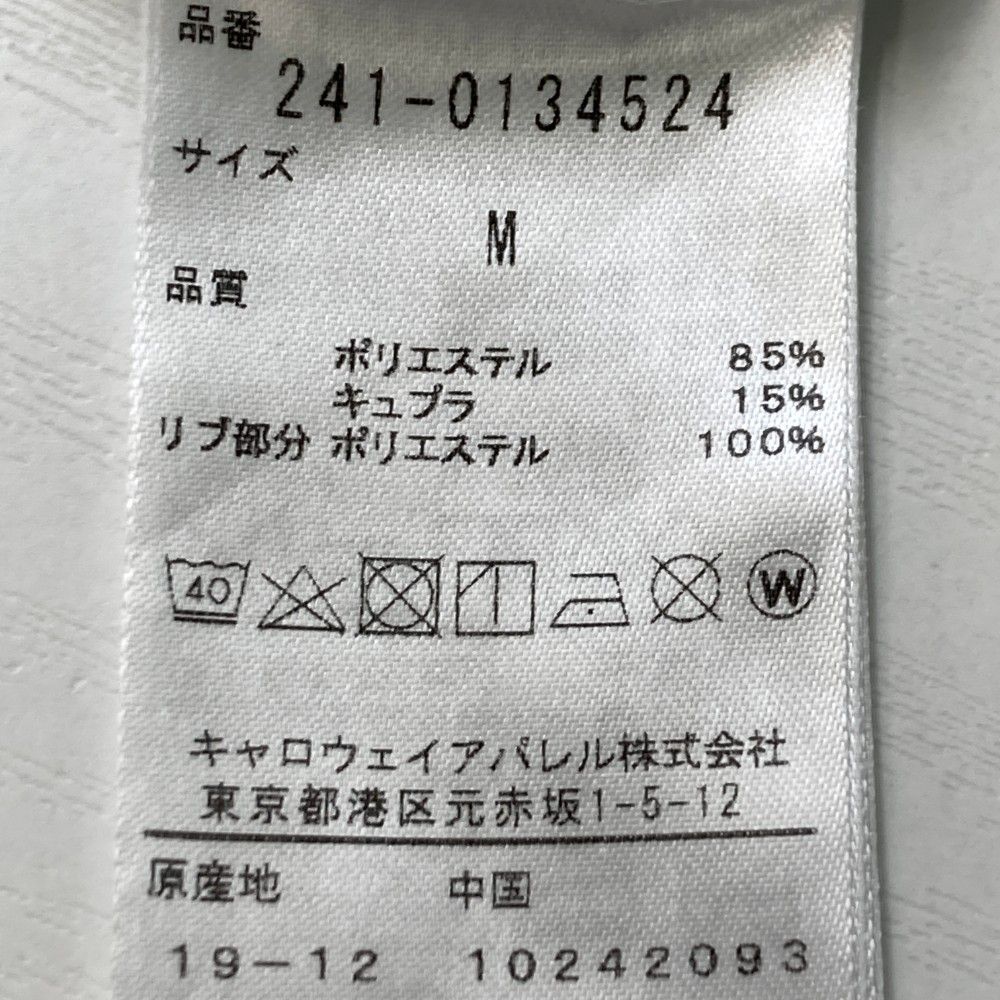 品番
241-0134524
サイズ
M
品質
ポリエステル 85%
キュプラ 15%
リブ部分 ポリエステル 100%
40 W
キャロウェイアパレル株式会社
東京都港区元赤坂1-5-12
原産地 中国
19-12 10242093